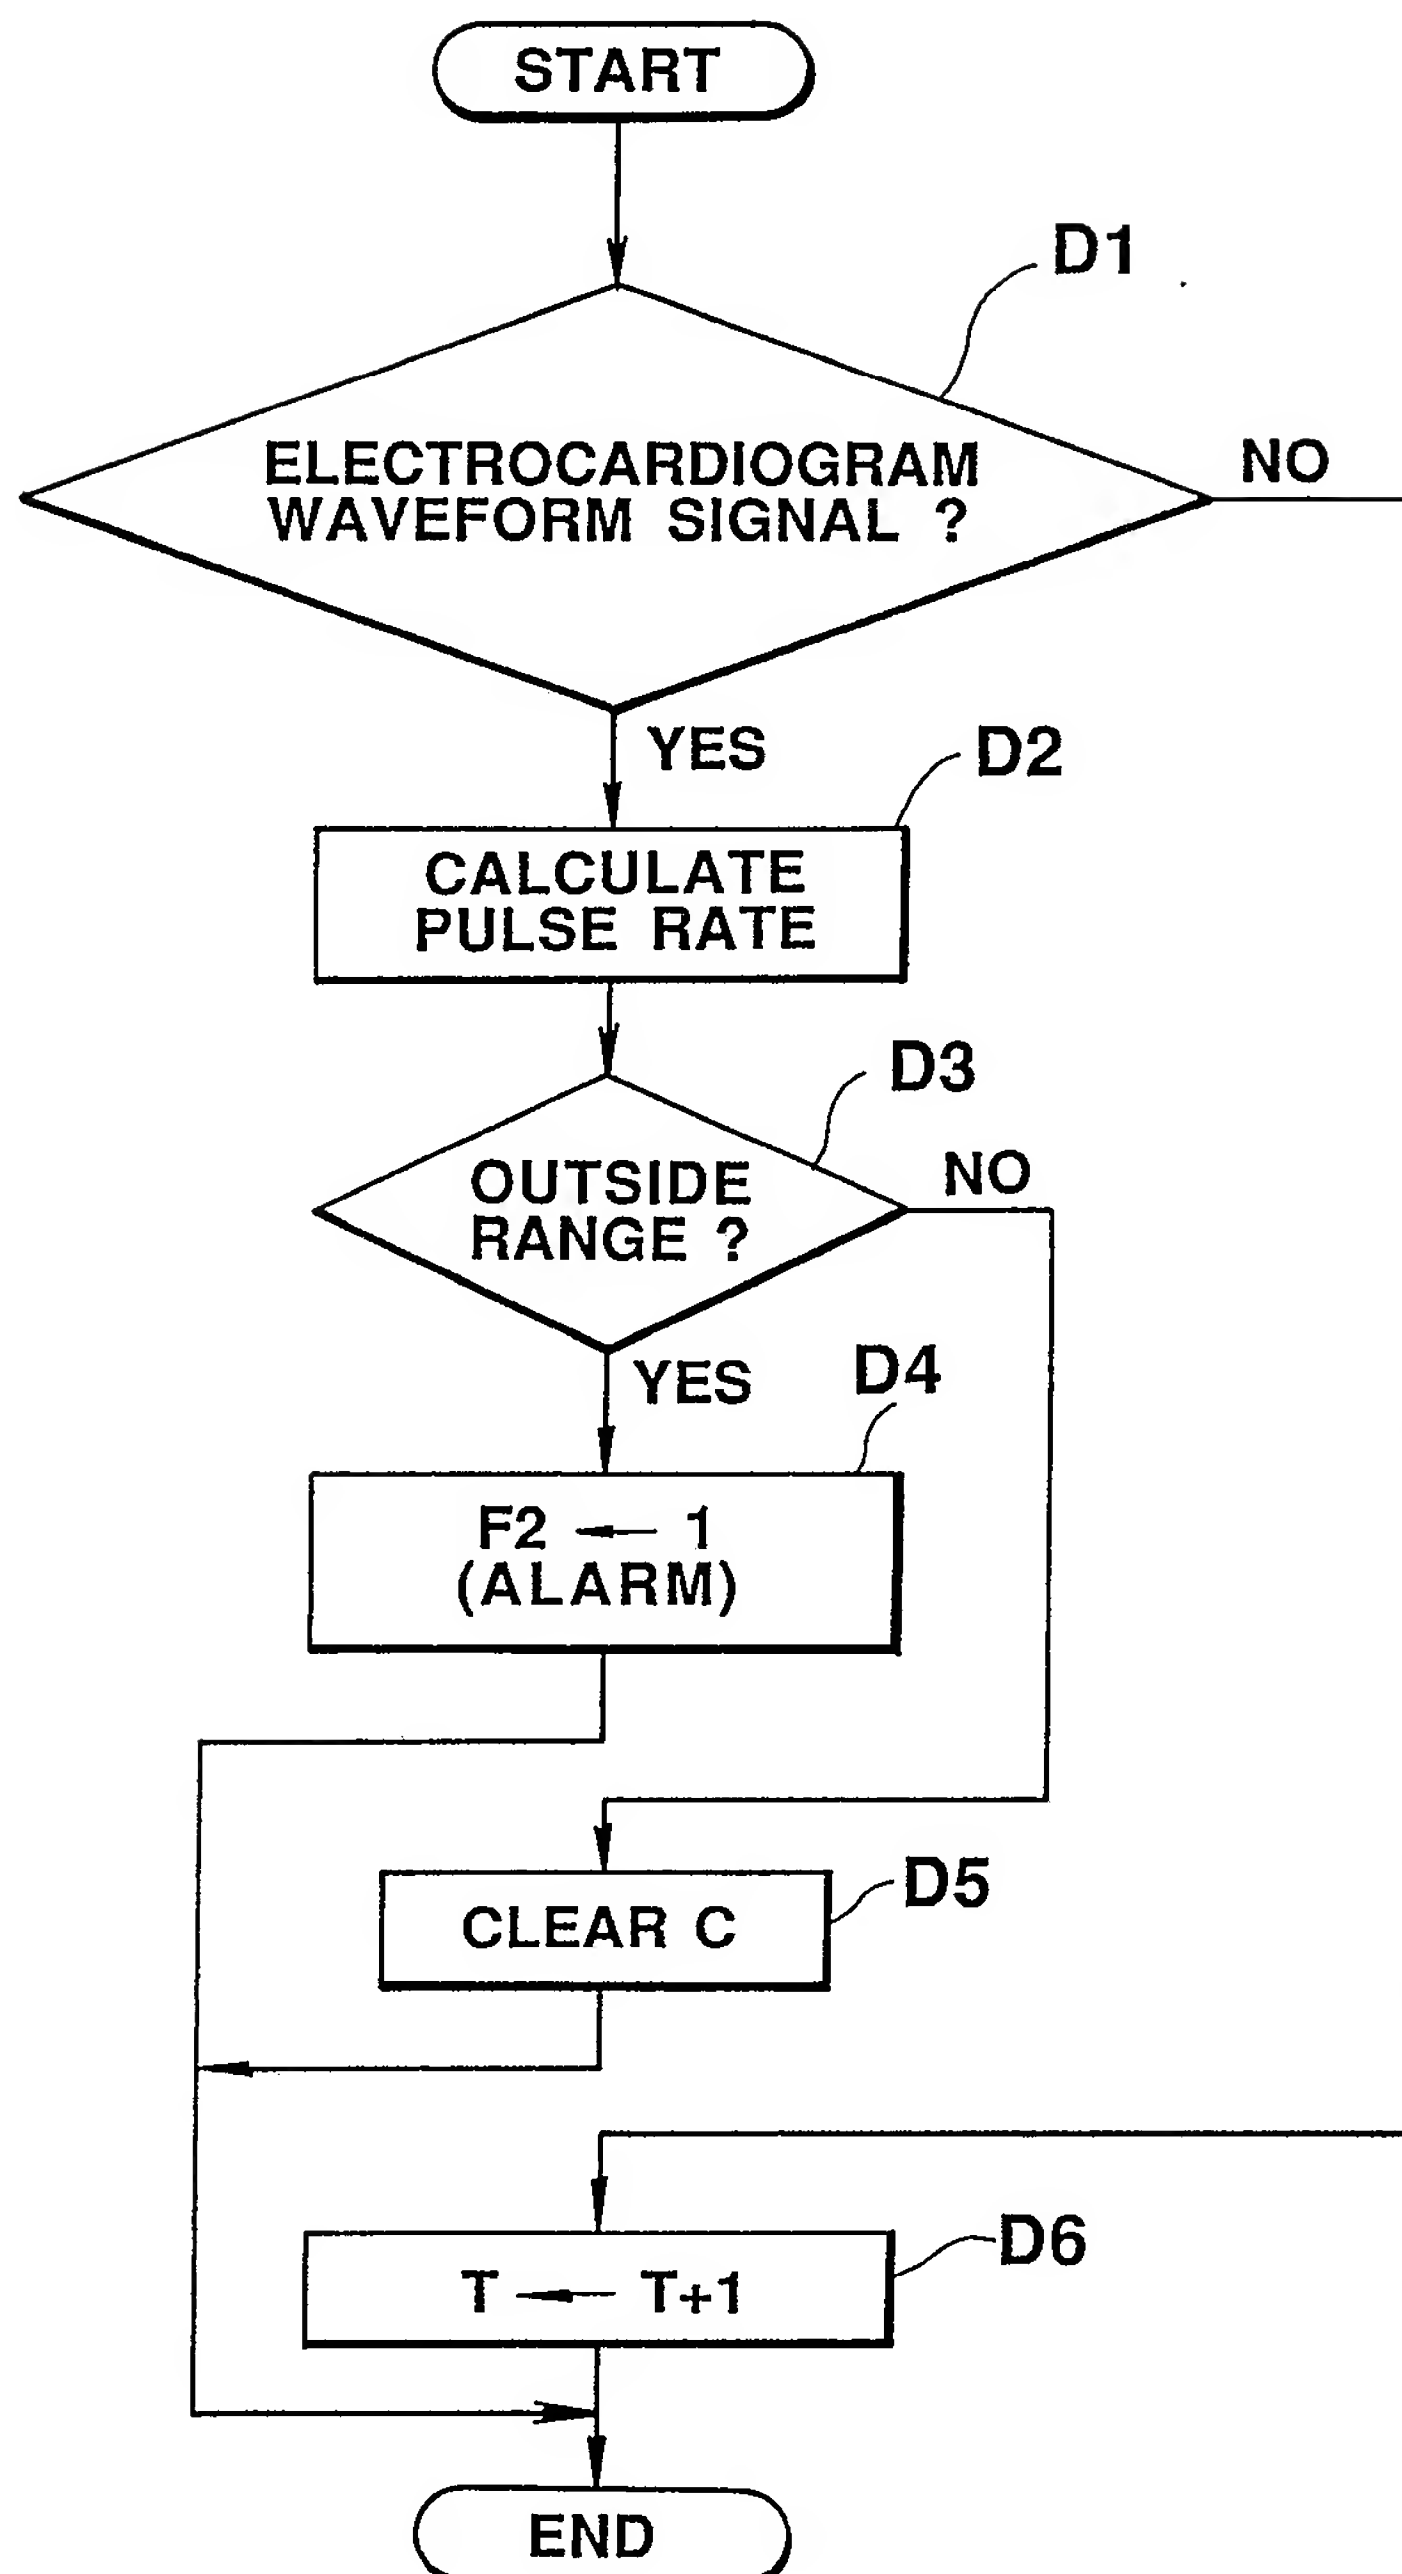 START
D1
ELECTROCARDIOGRAM
WAVEFORM SIGNAL ?
NO
YES
D2
CALCULATE
PULSE RATE
D3
OUTSIDE
RANGE ?
NO
YES
D4
F2 ← 1
(ALARM)
D5
CLEAR C
D6
T ← T+1
END